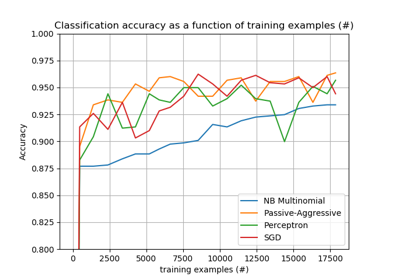 Classification accuracy as a function of training examples (#)
1.000
0.975
0.950
0.925
0.900
0.875
0.850
0.825
0.800
Accuracy
NB Multinomial
Passive-Aggressive
Perceptron
SGD
0 2500 5000 7500 10000 12500 15000 17500
training examples (#)